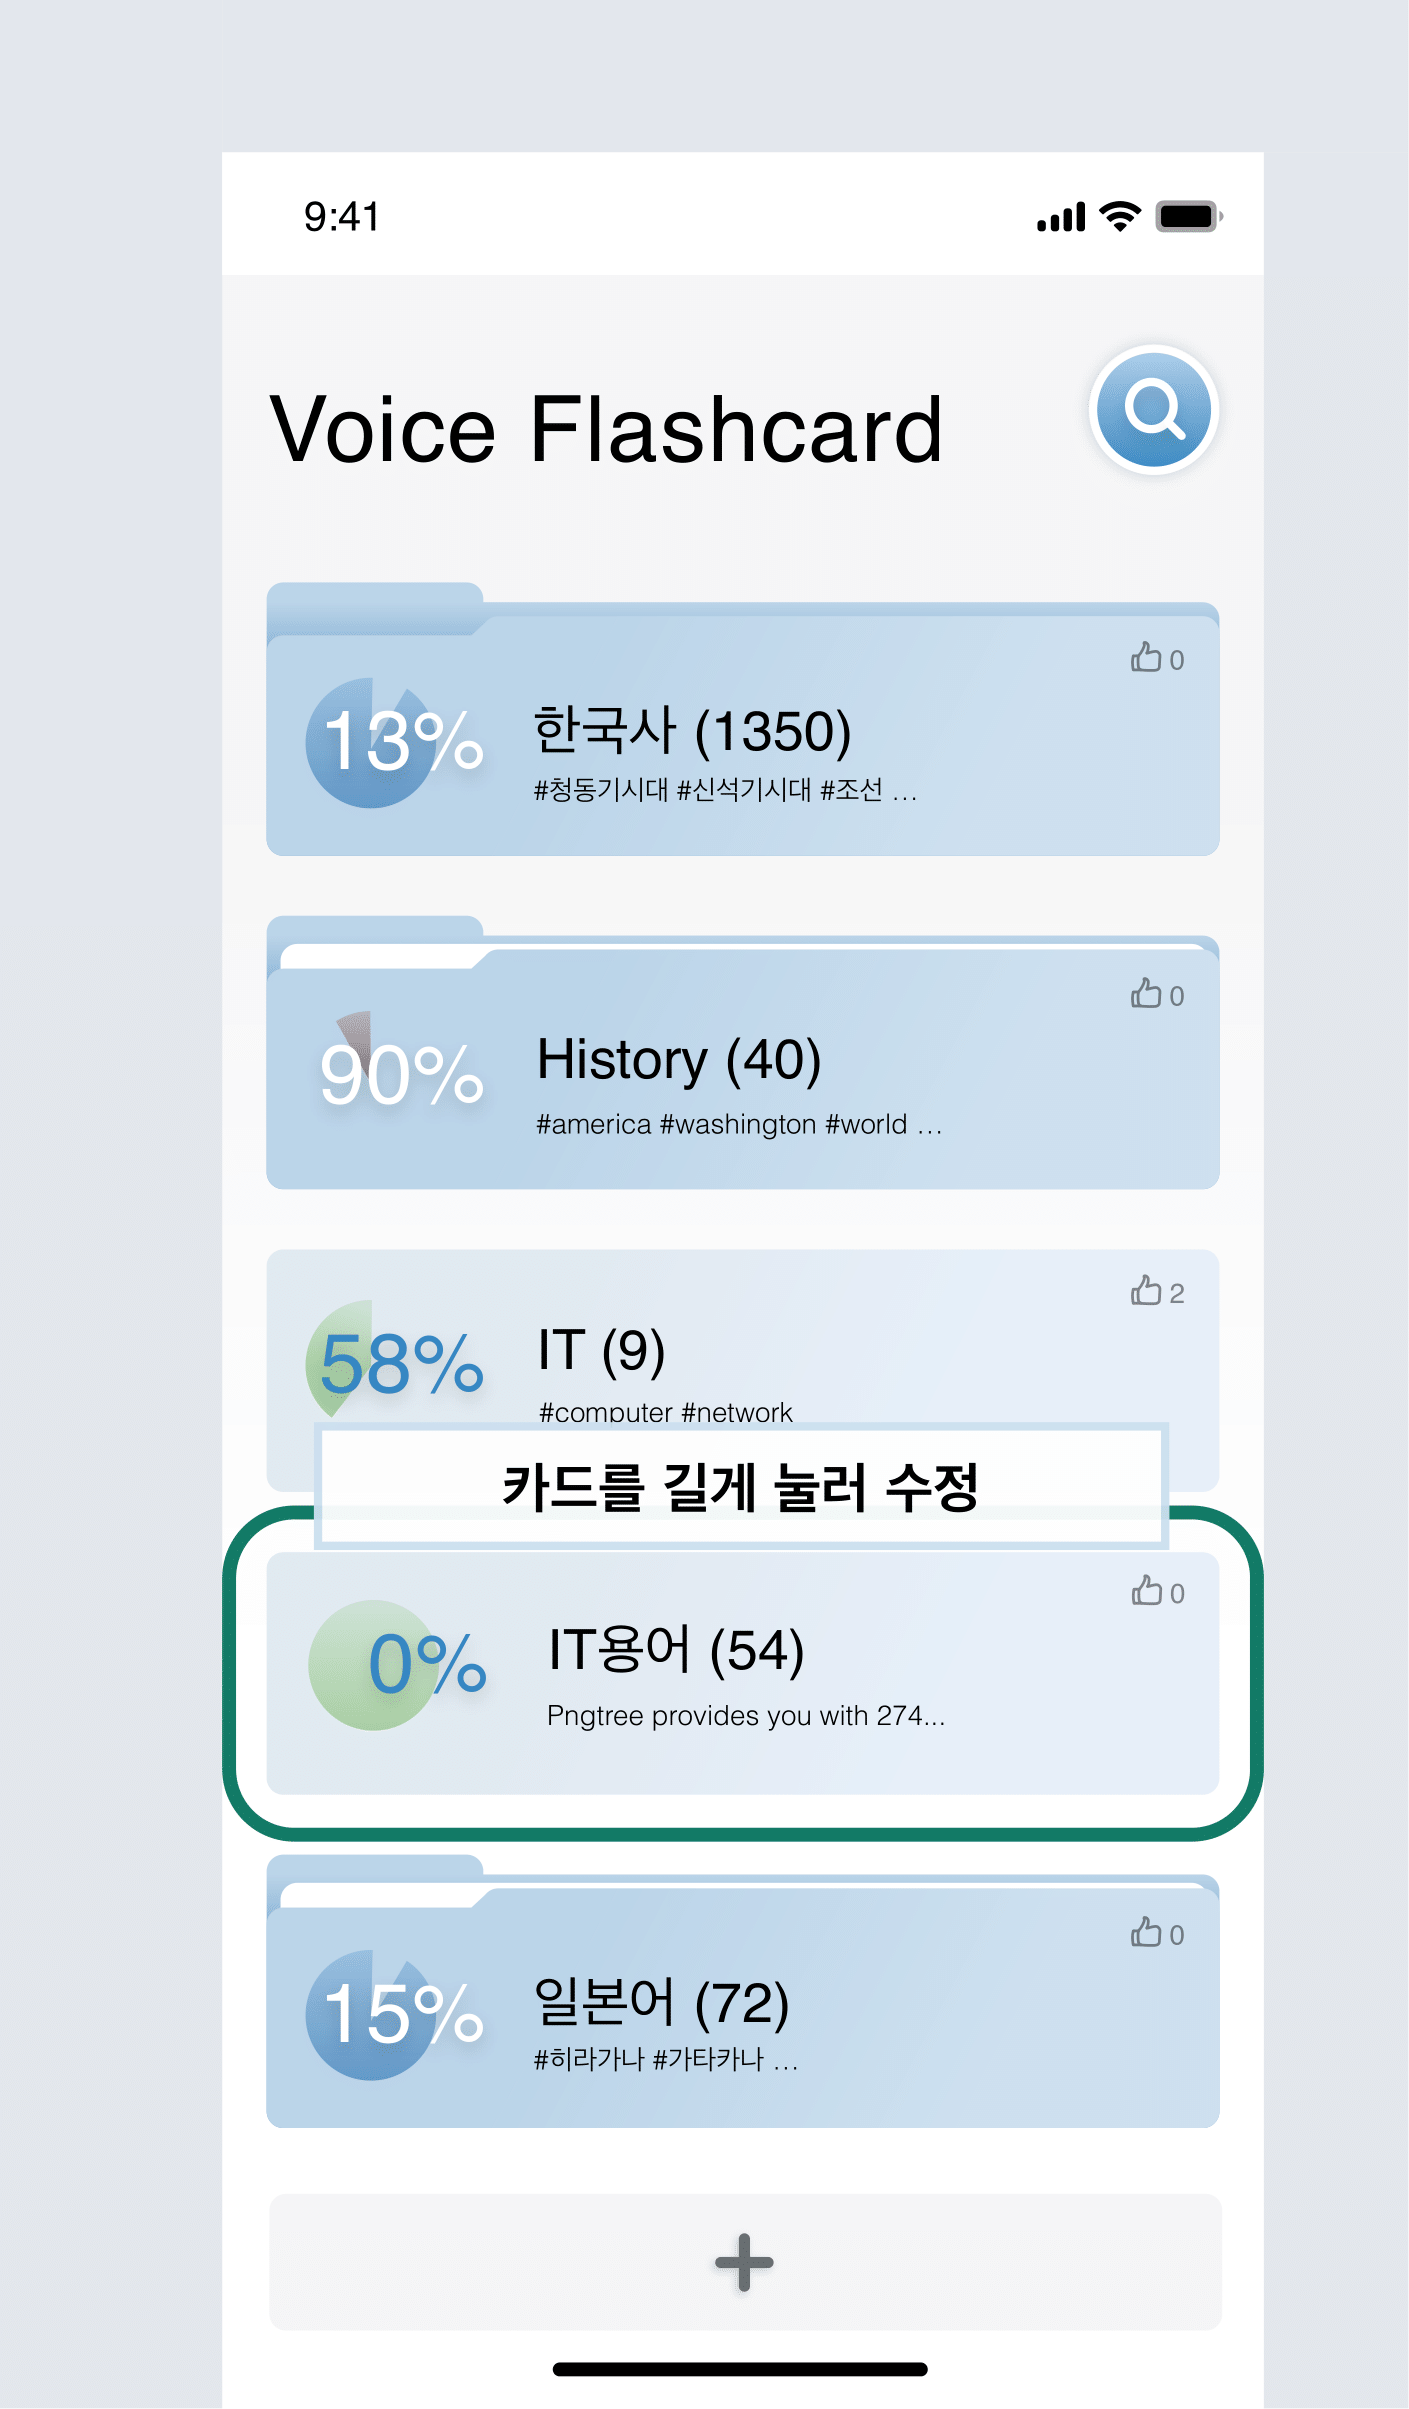 9:41
Voice Flashcard
0
13%
한국사 (1350)
#청동기시대 #신석기시대 #조선 ...
0
90%
History (40)
#america #washington #world ...
2
58%
IT (9)
#computer #network
카드를 길게 눌러 수정
0
0%
IT용어 (54)
Pngtree provides you with 274...
0
15%
일본어 (72)
#히라가나 #가타카나 ...